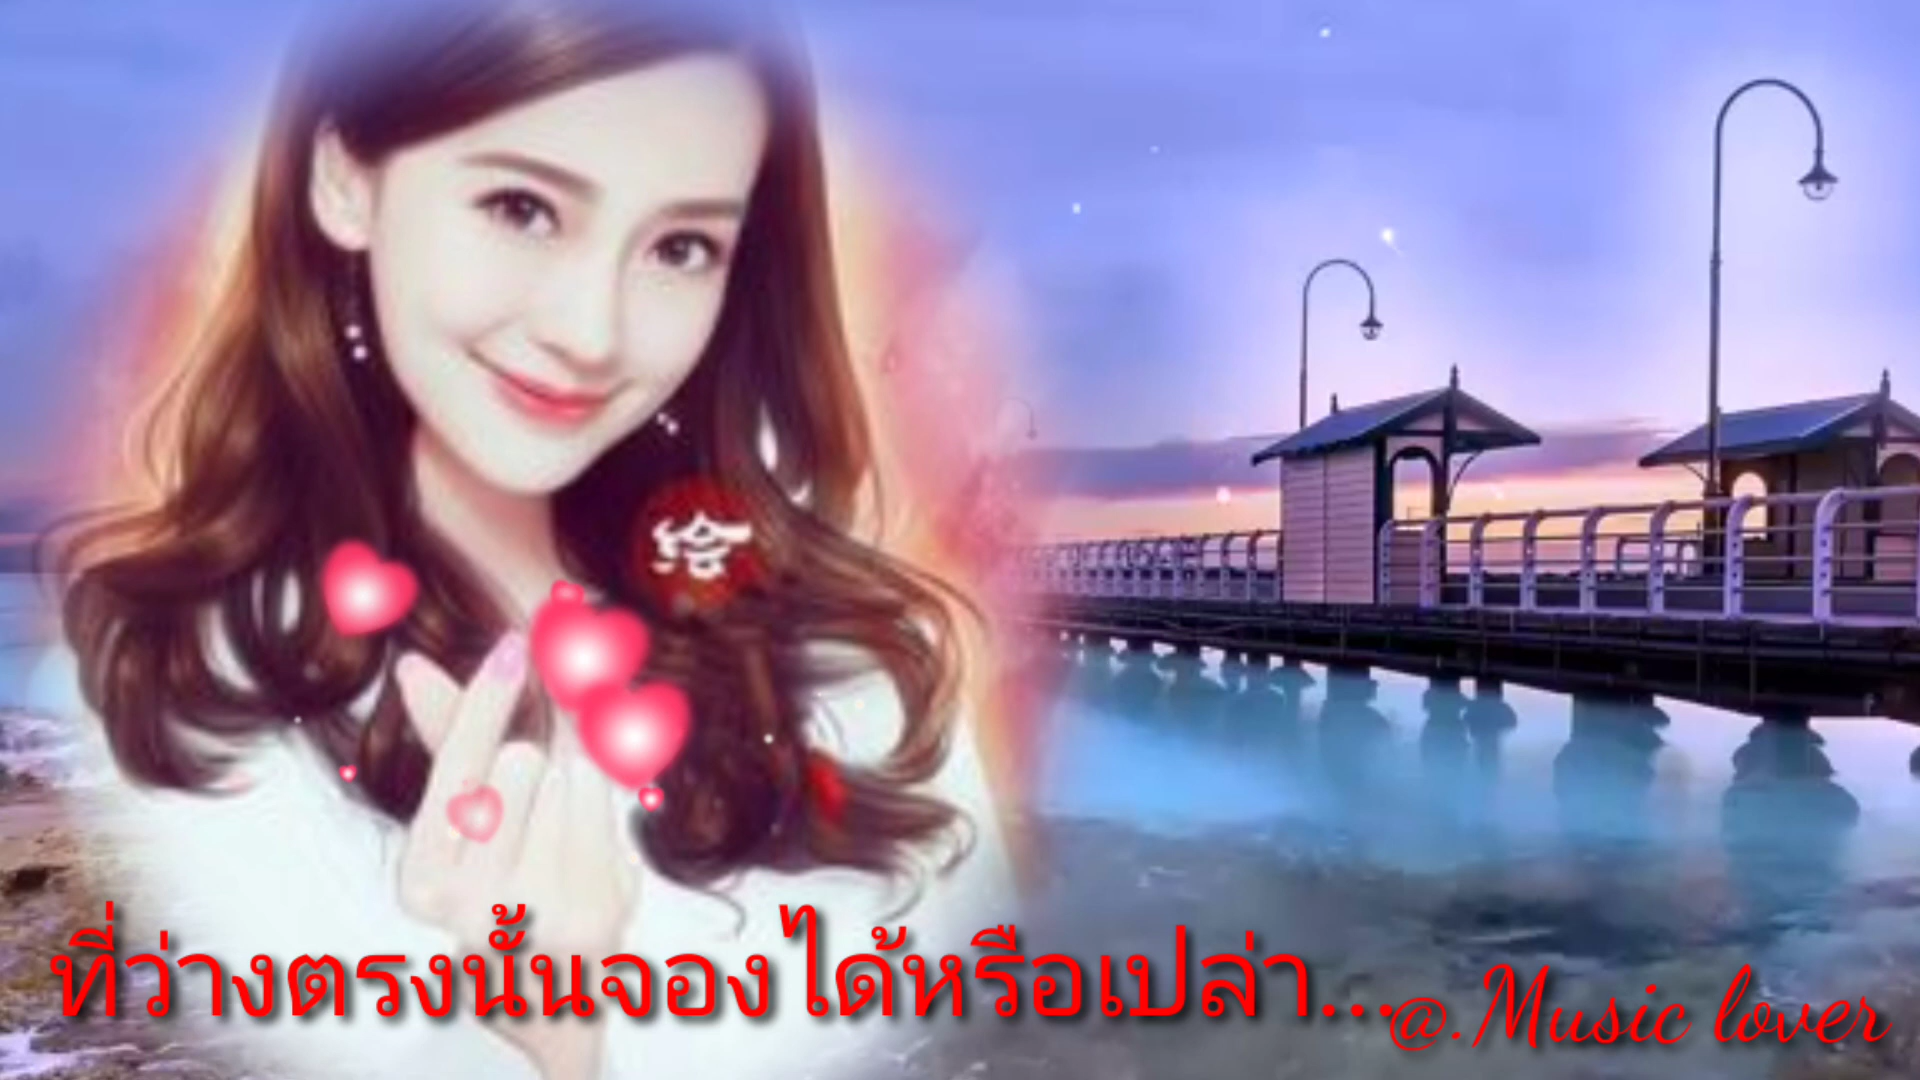 ที่ว่างตรงนั้นจองได้หรือเปล่า...
@.Music lover